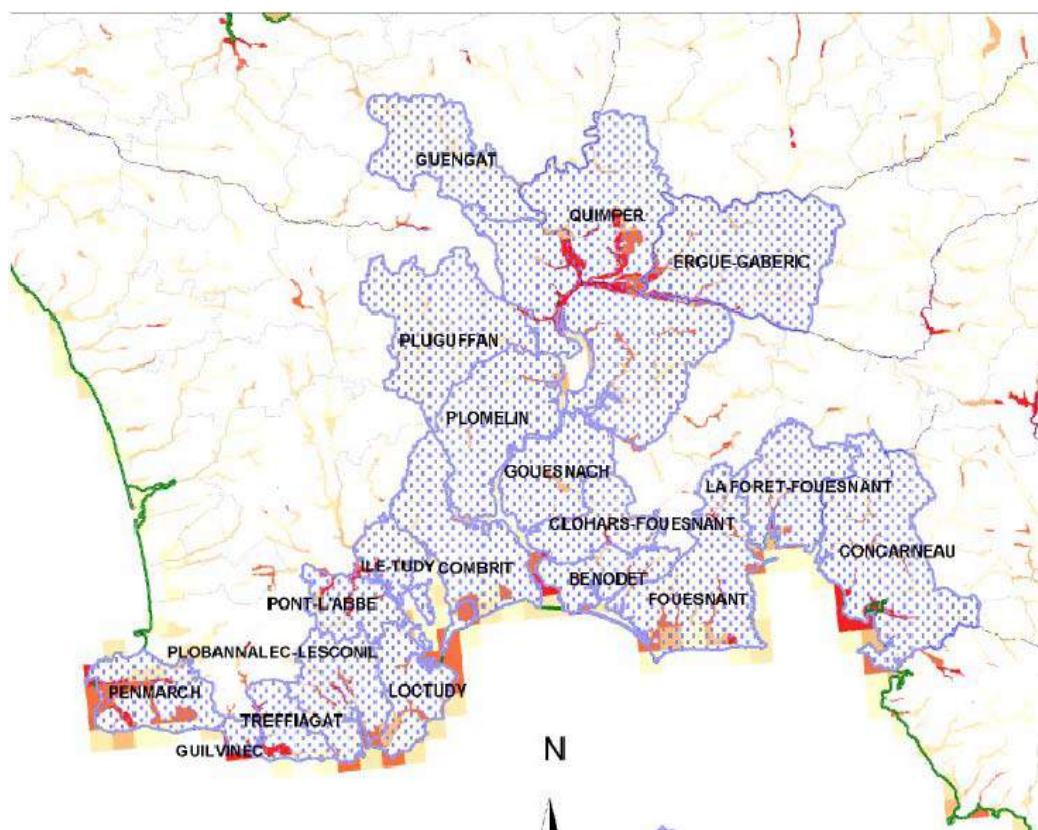 GUENGAT
QUIMPER
ERGUE-GABERIC
PLUGUFFAN
PLOMELIN
GOUESNACH
LA FORET-FOUESNANT
CLOHARS-FOUESNANT
CONCARNEAU
ILE-TUDY
COMBRIT
BENODET
PONT-L'ABBE
FOUESNANT
PLOBANNALEC-LESCONIL
PENMARCH
LOCTUDY
TREFFIAGAT
GUILVINEC
N